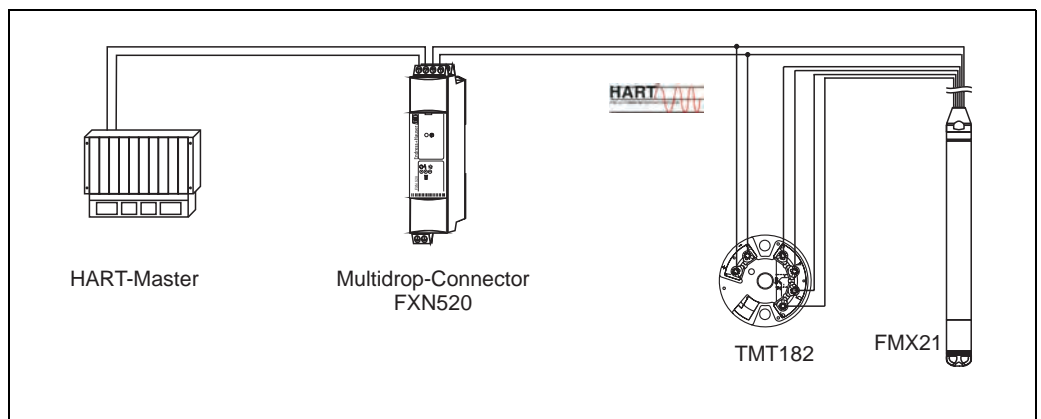 HART
HART-Master
Multidrop-Connector
FXN520
TMT182
FMX21